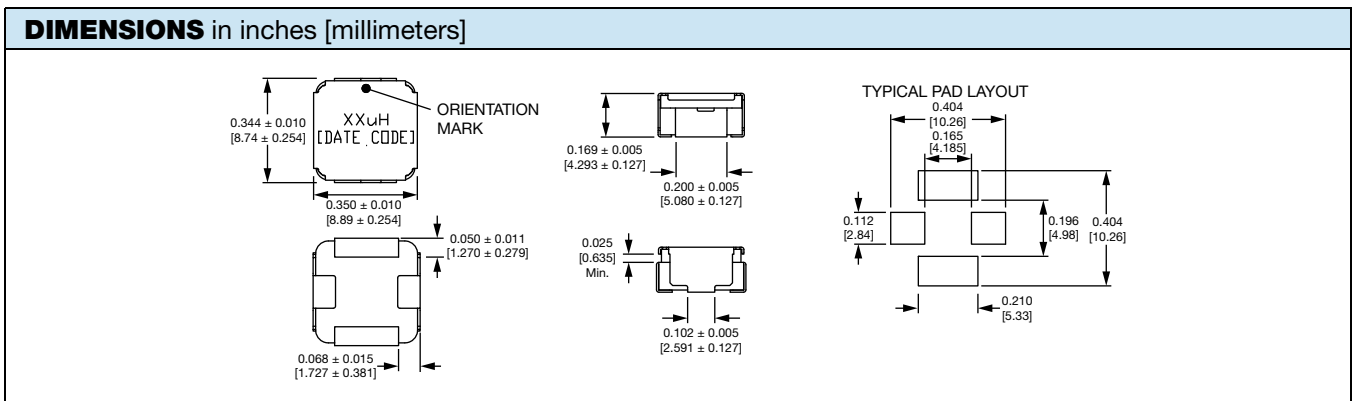 DIMENSIONS in inches [millimeters]
0.344 ± 0.010
[8.74 ± 0.254]
XXuH
[DATE CODE]
ORIENTATION
MARK
0.350 ± 0.010
[8.89 ± 0.254]
0.169 ± 0.005
[4.293 ± 0.127]
0.200 ± 0.005
[5.080 ± 0.127]
TYPICAL PAD LAYOUT
0.404
[10.26]
0.165
[4.185]
0.112
[2.84]
0.196
[4.98]
0.404
[10.26]
0.210
[5.33]
0.050 ± 0.011
[1.270 ± 0.279]
0.068 ± 0.015
[1.727 ± 0.381]
0.025
[0.635]
Min.
0.102 ± 0.005
[2.591 ± 0.127]